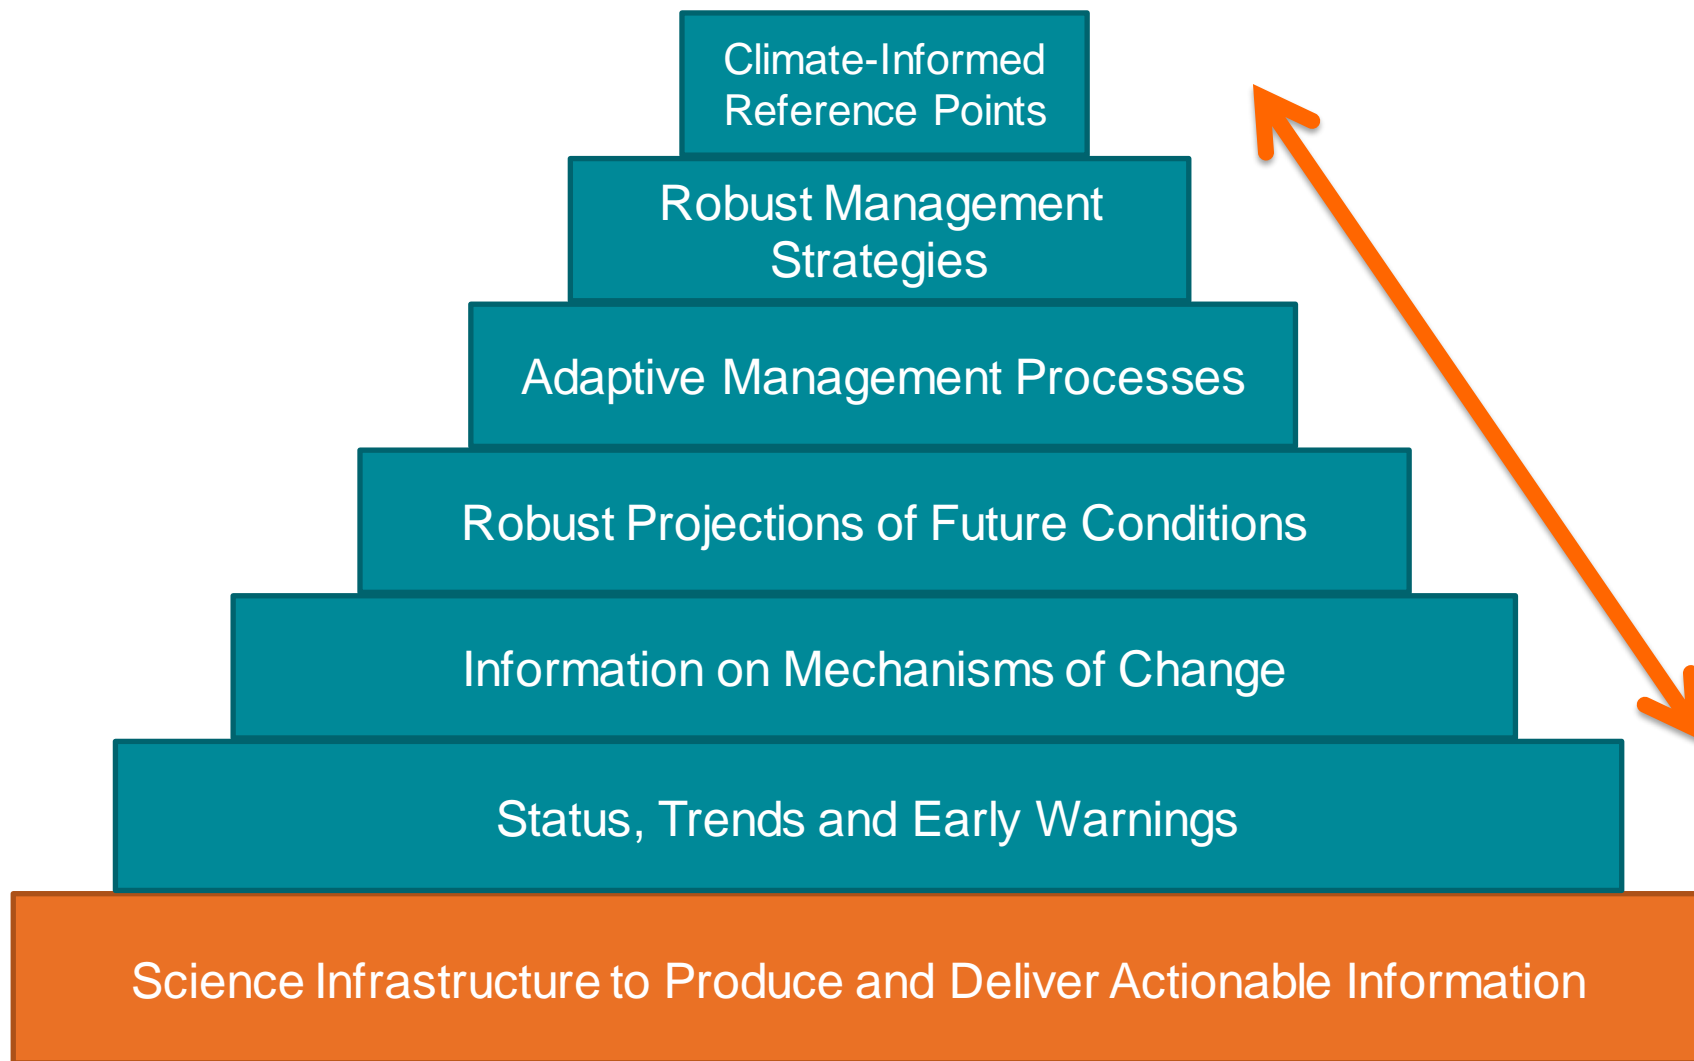 Climate-Informed
Reference Points
Robust Management
Strategies
Adaptive Management Processes
Robust Projections of Future Conditions
Information on Mechanisms of Change
Status, Trends and Early Warnings
Science Infrastructure to Produce and Deliver Actionable Information